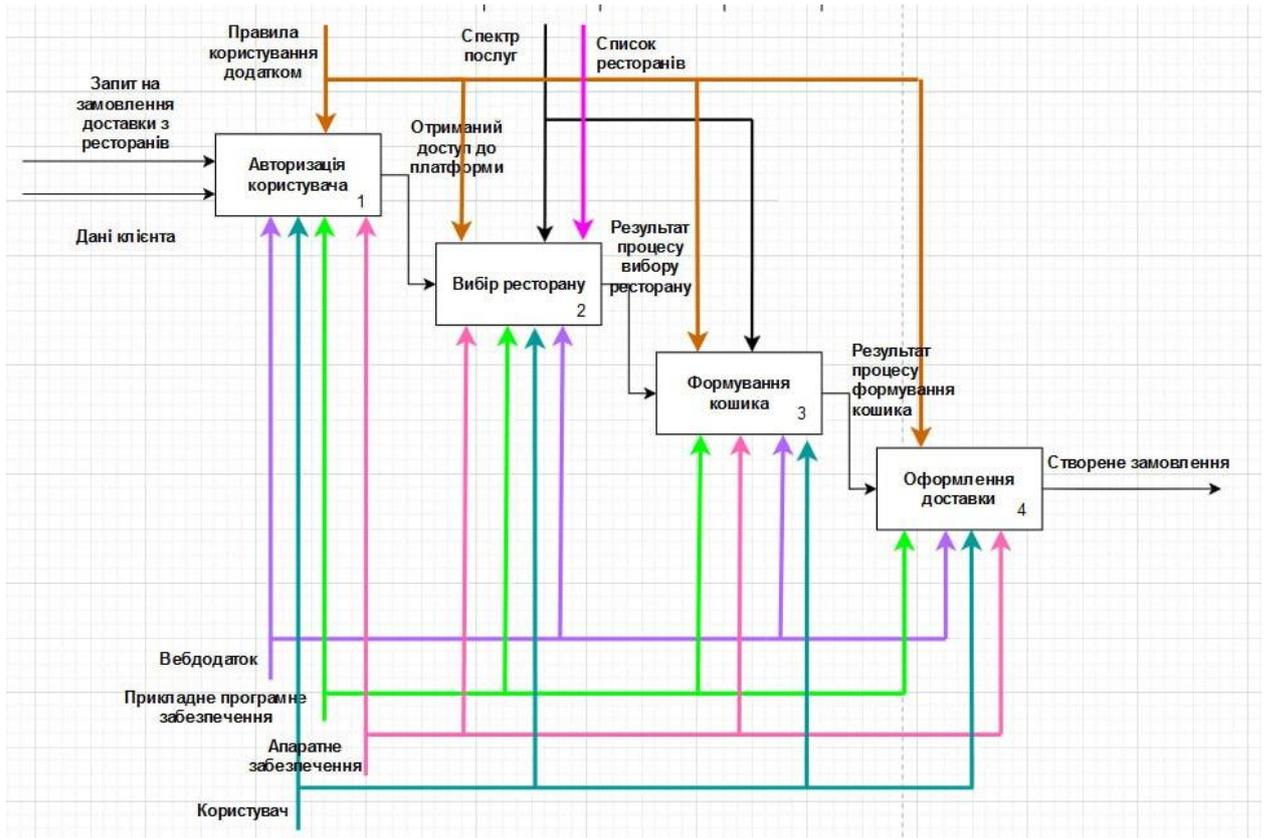 Правила
користування
додатком
Спектр
послуг
Список
ресторанів
Запит на
замовлення
доставки з
ресторанів
Авторизація
користувача
1
Отриманий
доступ до
платформи
Дані клієнта
Вибір ресторану
2
Результат
процесу
вибору
ресторану
Формування
кошика
3
Результат
процесу
формування
кошика
Оформлення
доставки
4
Створене замовлення
Вебдодаток
Прикладне програмне
забезпечення
Апаратне
забезпечення
Користувач